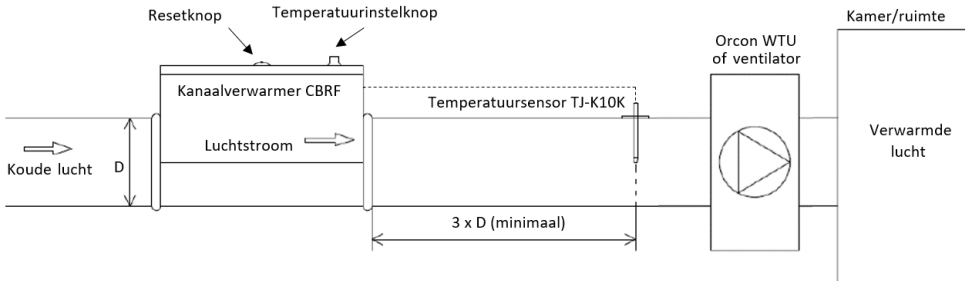 Resetknop
Temperatuurinstelknop
Kamer/ruimte
Orcon WTU
of ventilator
Kanaalverwarmer CBRF
Temperatuursensor TJ-K10K
Luchtstroom
Verwarmde
lucht
Koude lucht
D
3 x D (minimaal)